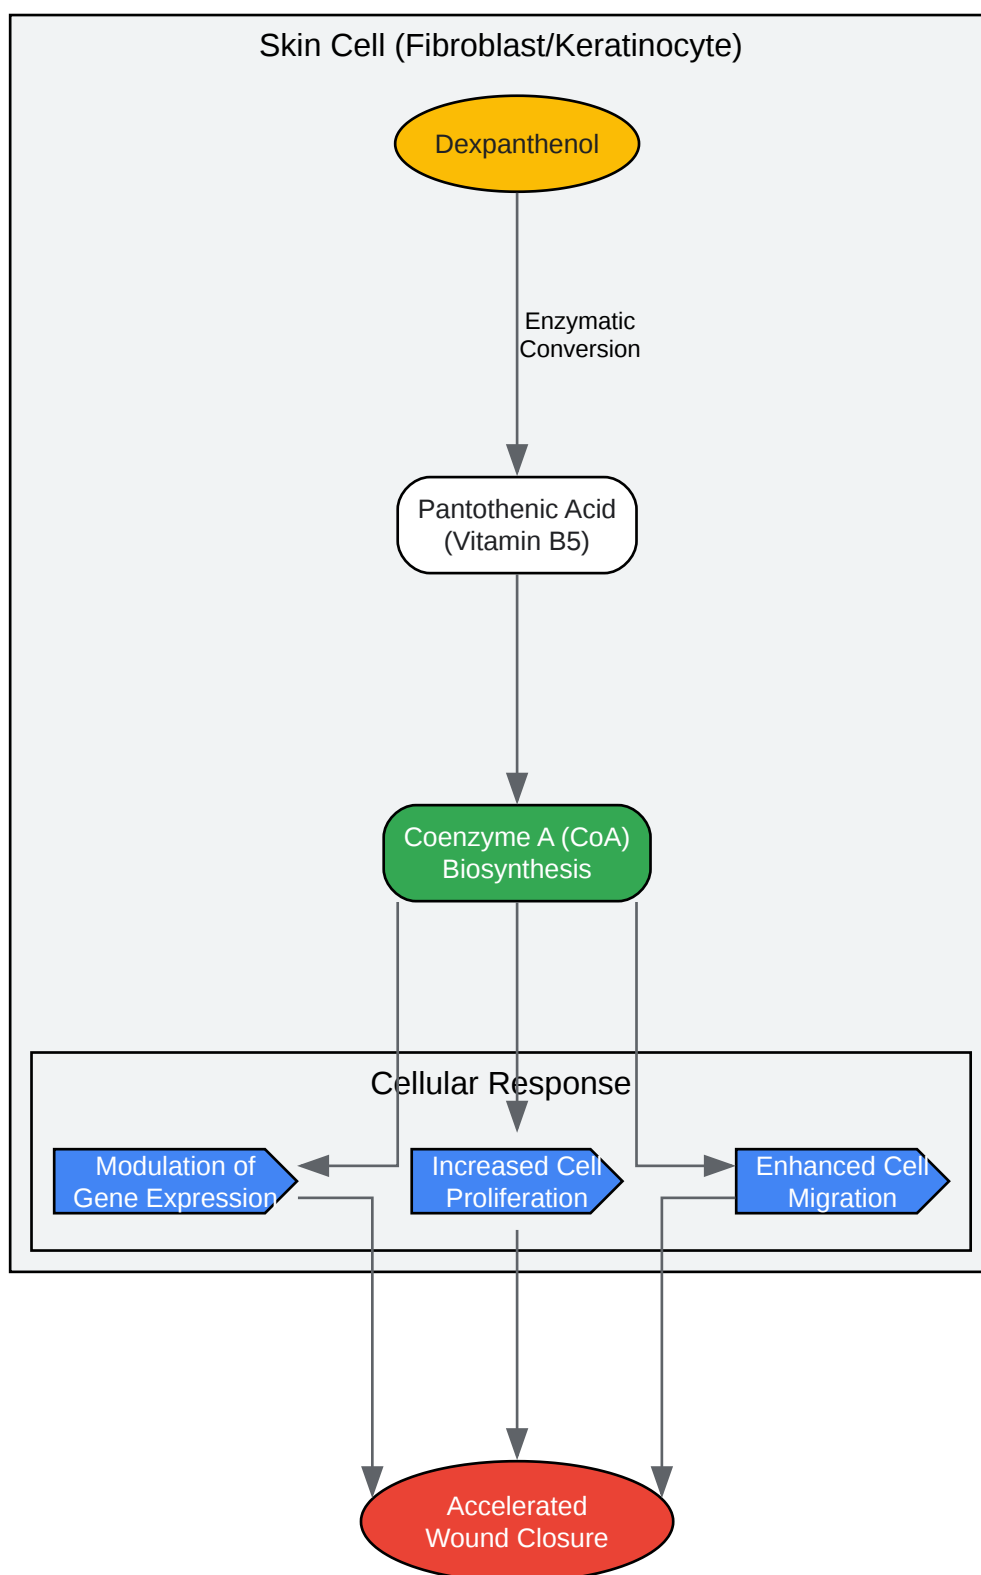 Skin Cell (Fibroblast/Keratinocyte)
Dexpanthenol
Enzymatic
Conversion
Pantothenic Acid
(Vitamin B5)
Coenzyme A (CoA)
Biosynthesis
Cellular Response
Modulation of
Gene Expression
Increased Cell
Proliferation
Enhanced Cell
Migration
Accelerated
Wound Closure